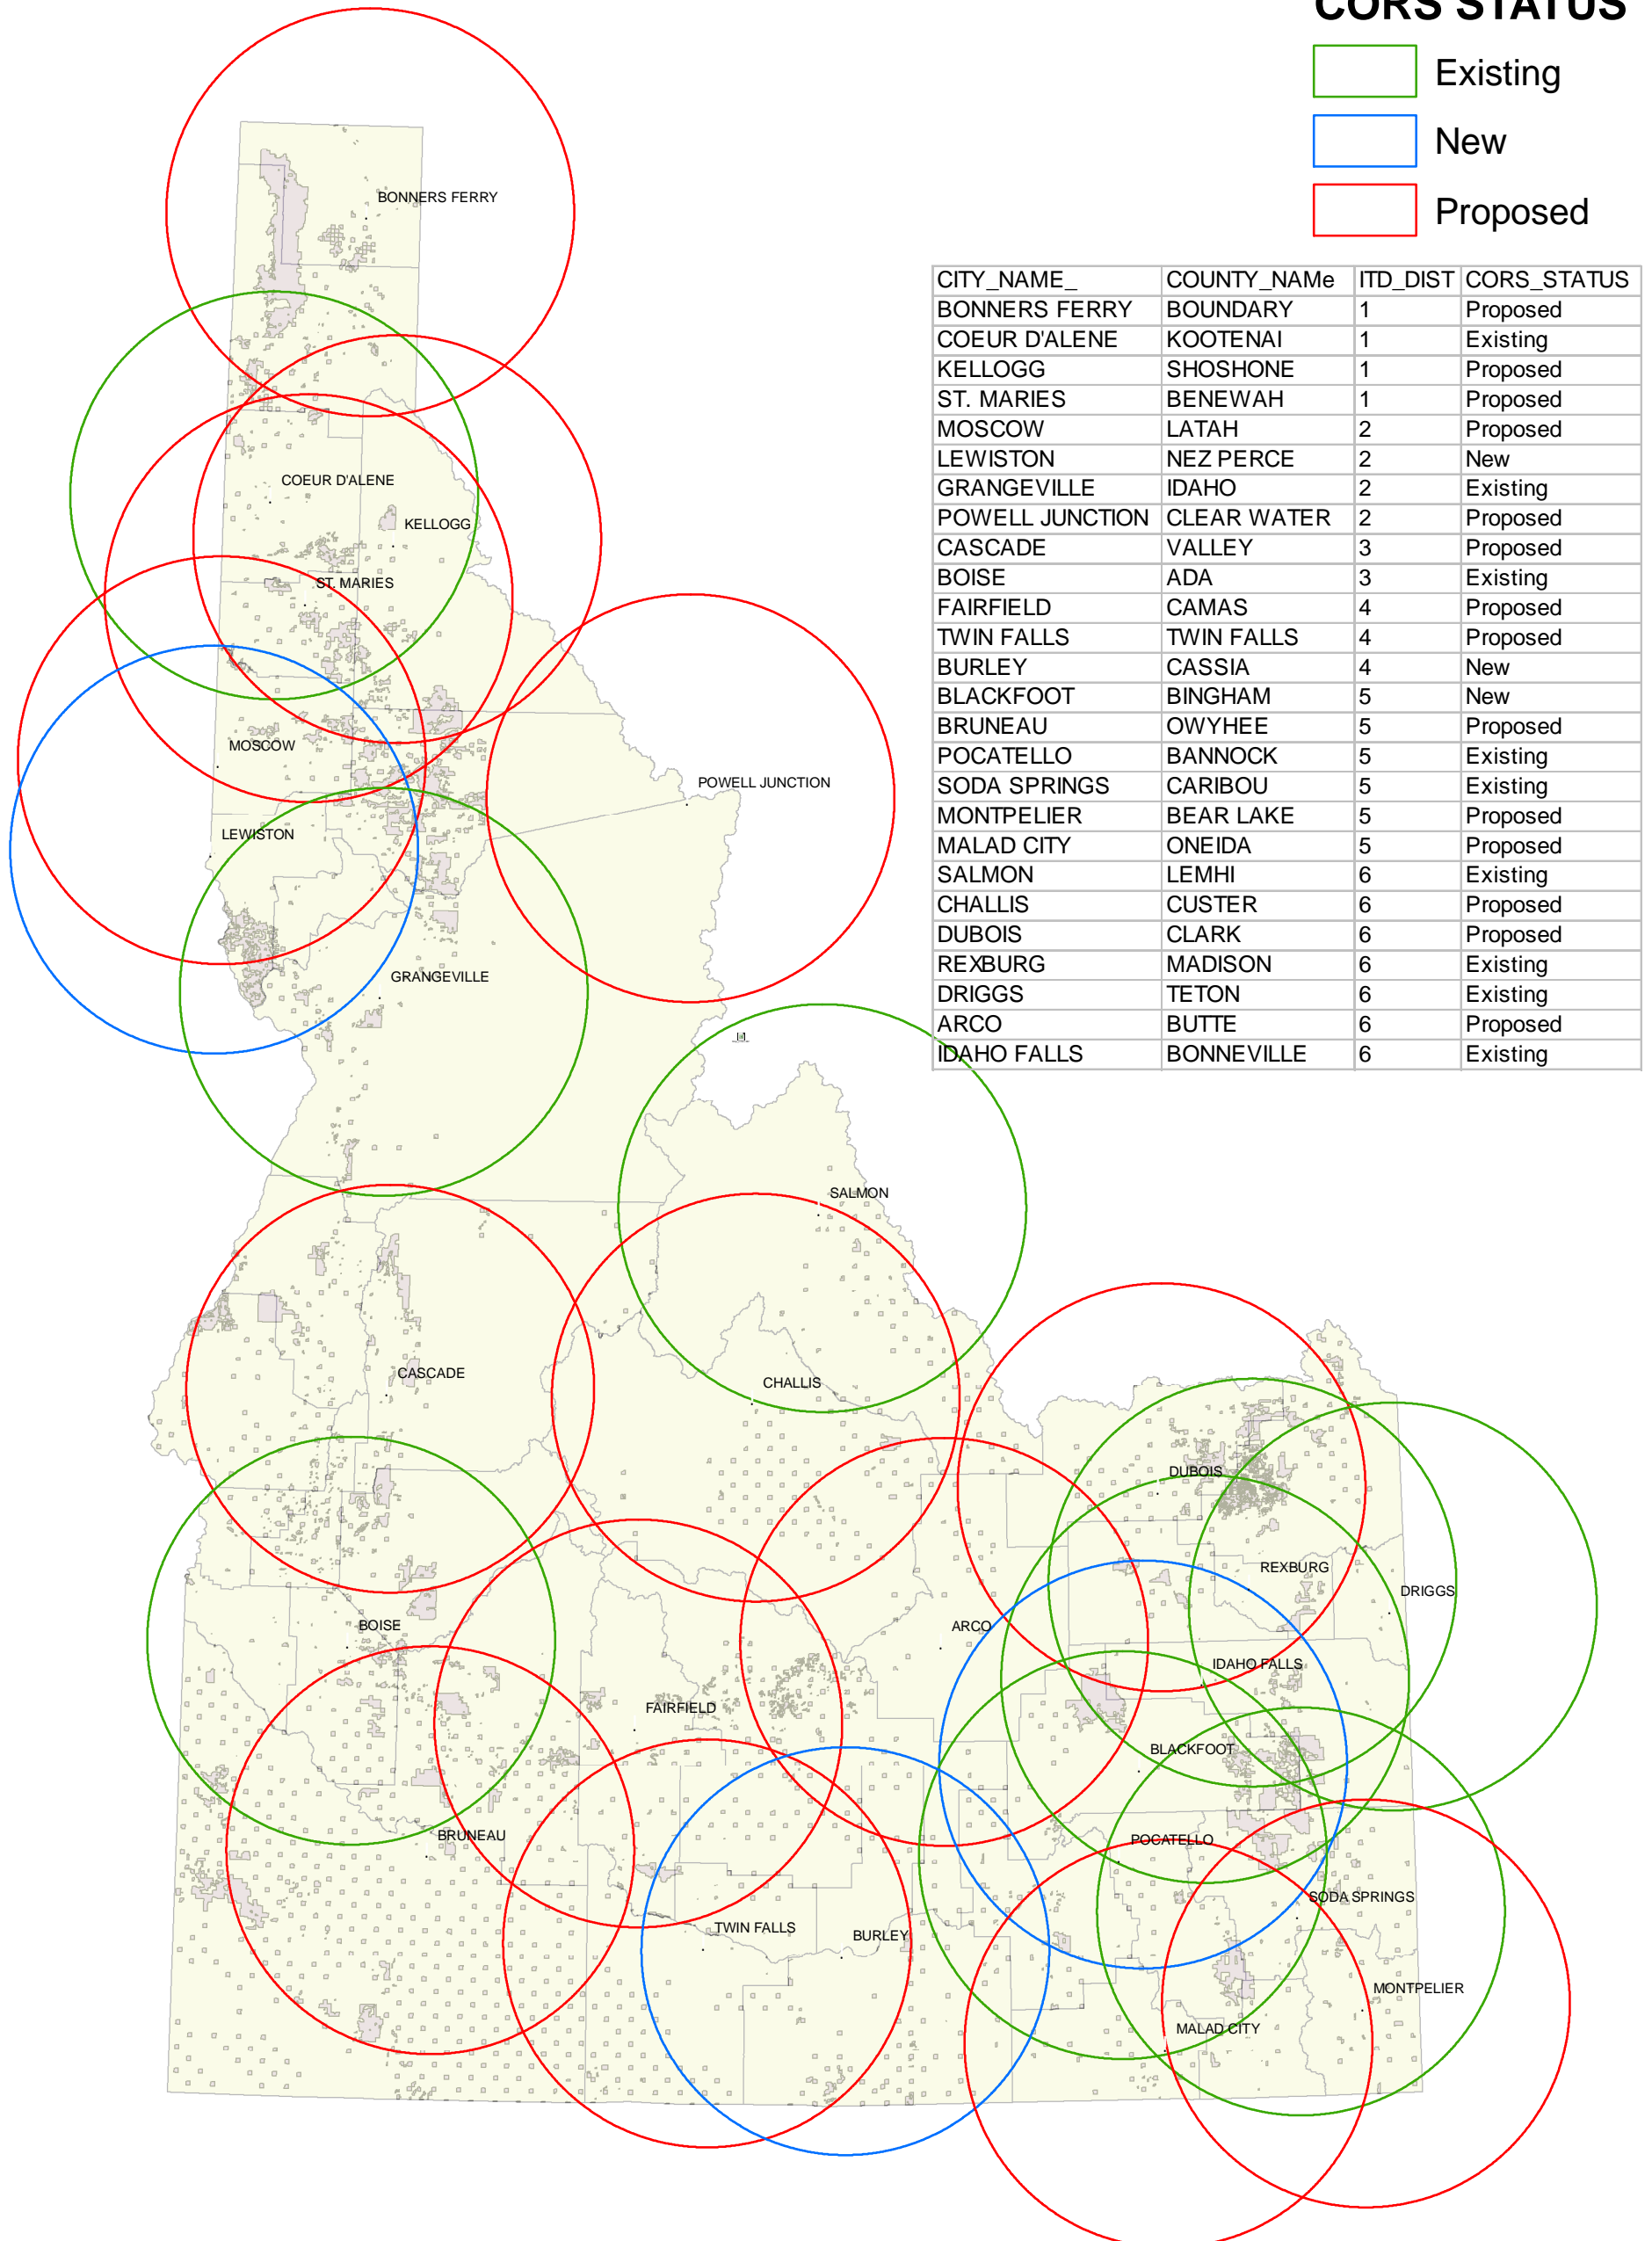 CORS STATUS
Existing
New
Proposed
CITY_NAME_ COUNTY_NAMe ITD_DIST CORS_STATUS
BONNERS FERRY BOUNDARY 1 Proposed
COEUR D'ALENE KOOTENAI 1 Existing
KELLOGG SHOSHONE 1 Proposed
ST. MARIES BENEWAH 1 Proposed
MOSCOW LATAH 2 Proposed
LEWISTON NEZ PERCE 2 New
GRANGEVILLE IDAHO 2 Existing
POWELL JUNCTION CLEAR WATER 2 Proposed
CASCADE VALLEY 3 Proposed
BOISE ADA 3 Existing
FAIRFIELD CAMAS 4 Proposed
TWIN FALLS TWIN FALLS 4 Proposed
BURLEY CASSIA 4 New
BLACKFOOT BINGHAM 5 New
BRUNEAU OWYHEE 5 Proposed
POCATELLO BANNOCK 5 Existing
SODA SPRINGS CARIBOU 5 Existing
MONTPELIER BEAR LAKE 5 Proposed
MALAD CITY ONEIDA 5 Proposed
SALMON LEMHI 6 Existing
CHALLIS CUSTER 6 Proposed
DUBOIS CLARK 6 Proposed
REXBURG MADISON 6 Existing
DRIGGS TETON 6 Existing
ARCO BUTTE 6 Proposed
IDAHO FALLS BONNEVILLE 6 Existing
BONNERS FERRY
COEUR D'ALENE
KELLOGG
ST. MARIES
MOSCOW
POWELL JUNCTION
LEWISTON
GRANGEVILLE
SALMON
CASCADE
CHALLIS
DUBOIS
REXBURG
DRIGGS
BOISE
ARCO
IDAHO FALLS
FAIRFIELD
BLACKFOOT
BRUNEAU
POCATELLO
SODA SPRINGS
TWIN FALLS
BURLEY
MONTPELIER
MALAD CITY